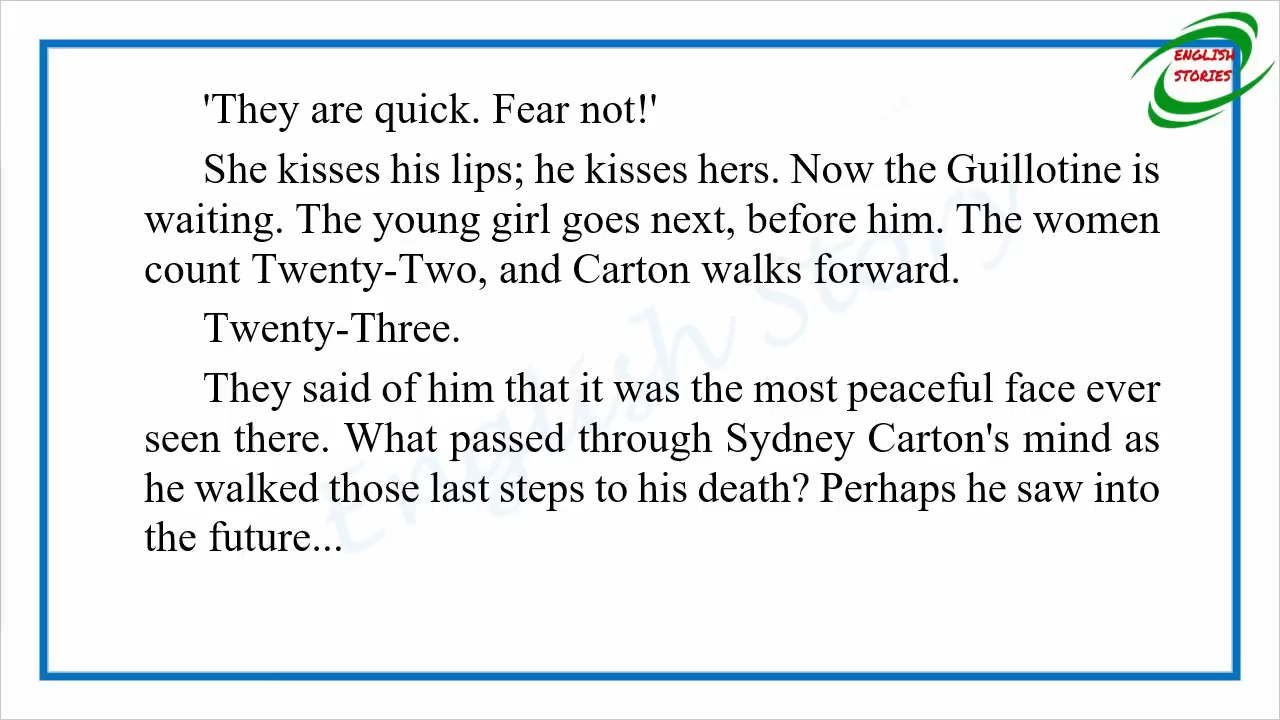 ENGLISH
STORIES
'They are quick. Fear not!'
She kisses his lips; he kisses hers. Now the Guillotine is
waiting. The young girl goes next, before him. The women
count Twenty-Two, and Carton walks forward.
Twenty-Three.
They said of him that it was the most peaceful face ever
seen there. What passed through Sydney Carton's mind as
he walked those last steps to his death? Perhaps he saw into
the future...
English Story